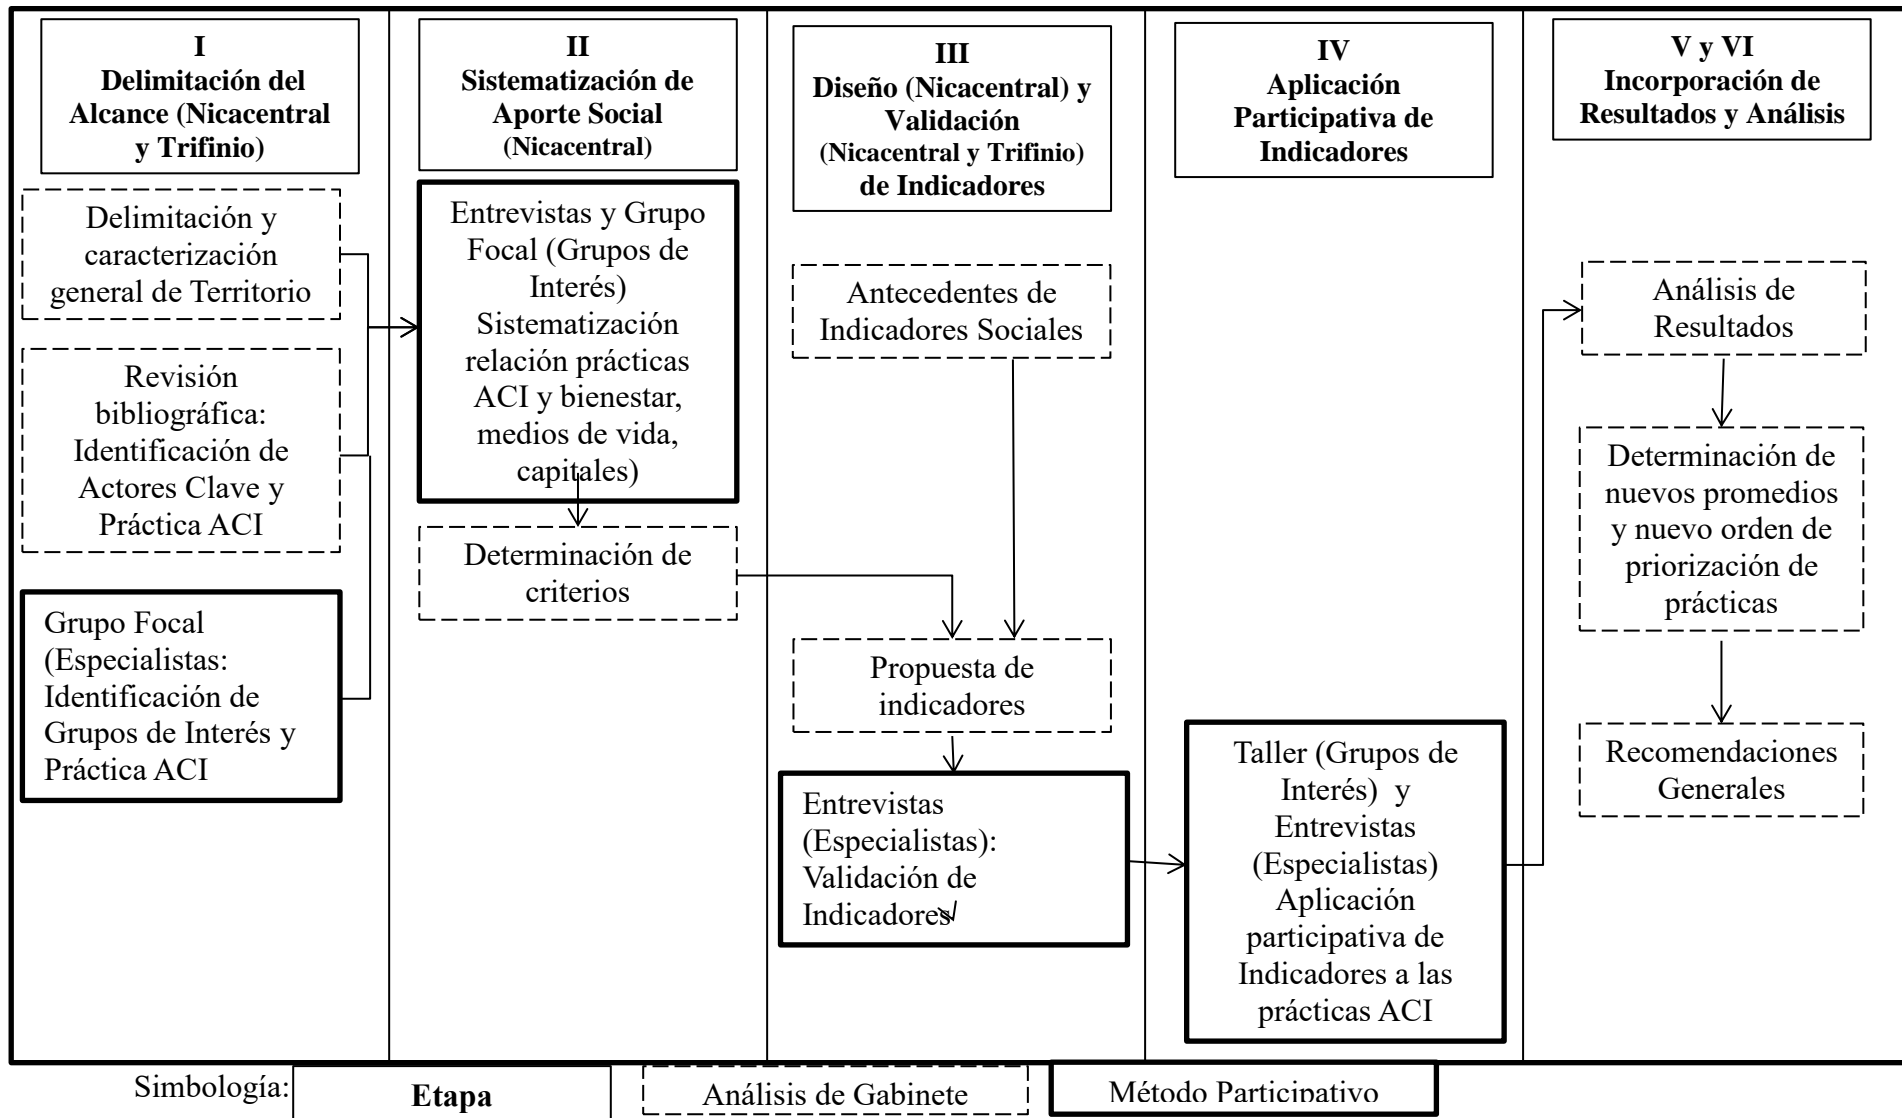 I
Delimitación del
Alcance (Nicacentral
y Trifinio)
Delimitación y
caracterización
general de Territorio
Revisión
bibliográfica:
Identificación de
Actores Clave y
Práctica ACI
Grupo Focal
(Especialistas:
Identificación de
Grupos de Interés y
Práctica ACI
II
Sistematización de
Aporte Social
(Nicacentral)
Entrevistas y Grupo
Focal (Grupos de
Interés)
Sistematización
relación prácticas
ACI y bienestar,
medios de vida,
capitales)
Determinación de
criterios
III
Diseño (Nicacentral) y
Validación
(Nicacentral y Trifinio)
de Indicadores
Antecedentes de
Indicadores Sociales
Propuesta de
indicadores
Entrevistas
(Especialistas):
Validación de
Indicadores
IV
Aplicación
Participativa de
Indicadores
Taller (Grupos de
Interés) y
Entrevistas
(Especialistas)
Aplicación
participativa de
Indicadores a las
prácticas ACI
V y VI
Incorporación de
Resultados y Análisis
Análisis de
Resultados
Determinación de
nuevos promedios
y nuevo orden de
priorización de
prácticas
Recomendaciones
Generales
Simbología:
Etapa
Análisis de Gabinete
Método Participativo